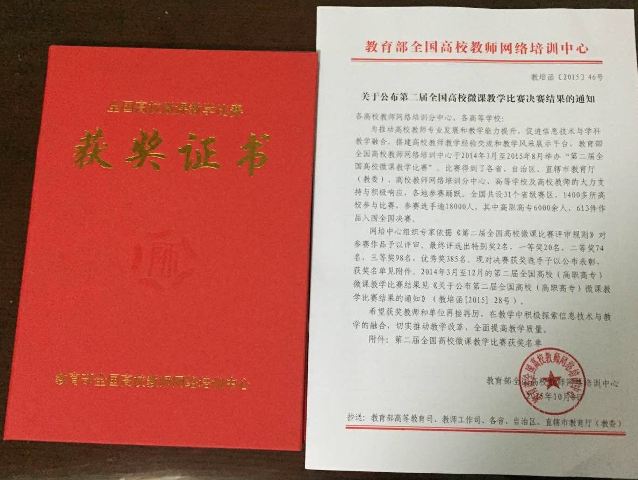 全国高校微课教学比赛
获奖证书
教育部全国高校教师网络培训中心
教育部全国高校教师网络培训中心
教培函〔2015〕46号
关于公布第二届全国高校微课教学比赛决赛结果的通知
各高校教师网络培训分中心、各高等学校:
为推动高校教师专业发展和教学能力提升，促进信息技术与学科
教学融合，搭建高校教师教学经验交流和教学风采展示平台，教育部
全国高校教师网络培训中心于2014年3月至2015年8月举办“第二届全
国高校微课教学比赛”。比赛得到了各省、自治区、直辖市教育厅
（教委）、高校教师网络培训分中心、高等学校及高校教师的大力支
持与积极响应，各地参赛踊跃。全国共设31个省级赛区，1400多所高
校参与比赛，参赛选手逾18000人，其中高职高专6000余人，613件作
品入围全国决赛。
网培中心组织专家依据《第二届全国高校微课比赛评审规则》对
参赛作品予以评审，最终评选出特别奖2名、一等奖20名、二等奖74
名、三等奖98名，优秀奖385名。现对决赛获奖选手予以公布表彰，
获奖名单见附件。2014年3月至12月的第二届全国高校（高职高专）
微课教学比赛结果见《关于公布第二届全国高校（高职高专）微课教
学比赛结果的通知》（教培函[2015] 28号）。
希望获奖教师和单位再接再厉，在教学中积极探索信息技术与教
学的融合，切实推动教学改革，全面提高教学质量。
附件：第二届全国高校微课教学比赛获奖名单
教育部全国高校教师网络培训中心
抄送：教育部高等教育司、教师工作司、各省、自治区、直辖市教育厅（教委）